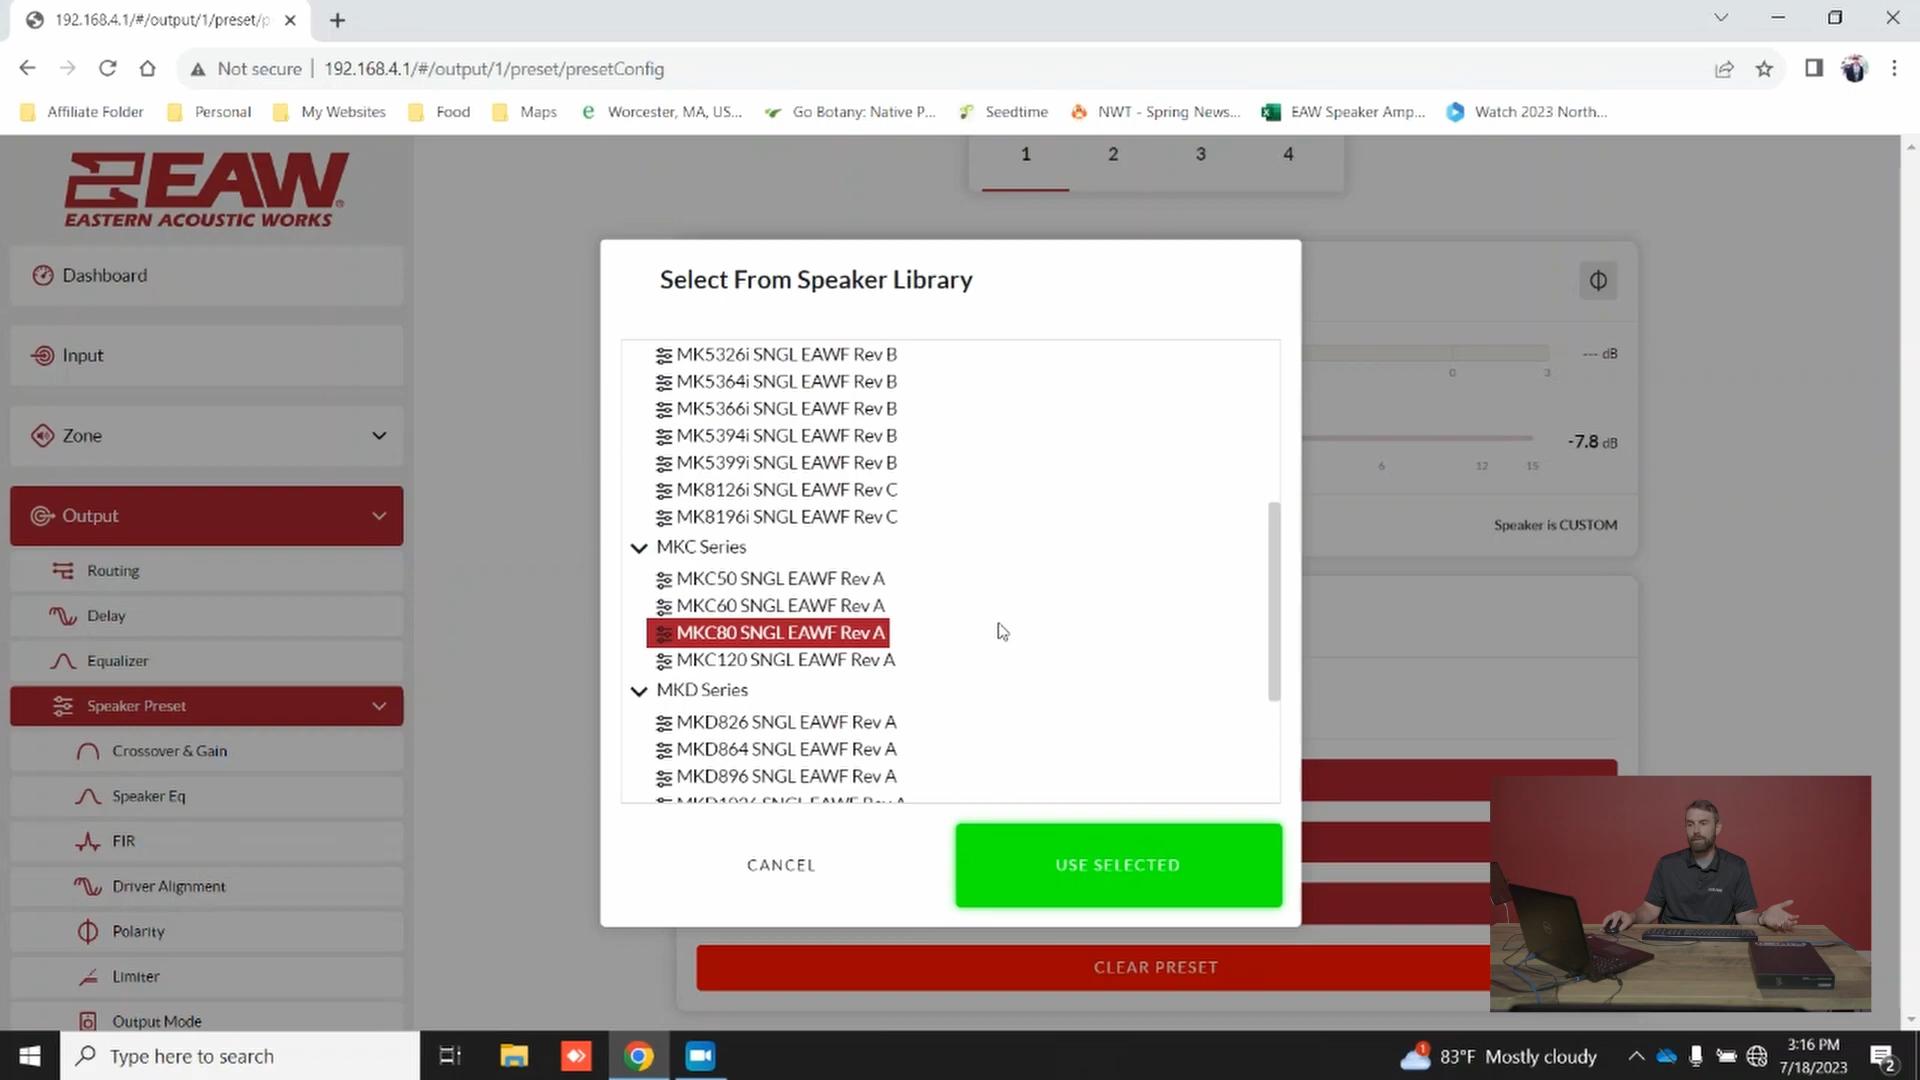 192.168.4.1/#/output/1/preset/p
Not secure
192.168.4.1/#/output/1/preset/presetConfig
Affiliate Folder
Personal
My Websites
Food
Maps
Worcester, MA, US...
Go Botany: Native P...
Seedtime
NWT - Spring News...
EAW Speaker Amp...
Watch 2023 North...
EAW
EASTERN ACOUSTIC WORKS
1
2
3
4
Dashboard
Input
Zone
Output
Routing
Delay
Equalizer
Speaker Preset
Crossover & Gain
Speaker Eq
FIR
Driver Alignment
Polarity
Limiter
Output Mode
Select From Speaker Library
MK5326i SNGL EAWF Rev B
MK5364i SNGL EAWF Rev B
MK5366i SNGL EAWF Rev B
MK5394i SNGL EAWF Rev B
MK5399i SNGL EAWF Rev B
MK8126i SNGL EAWF Rev C
MK8196i SNGL EAWF Rev C
MKC Series
MKC50 SNGL EAWF Rev A
MKC60 SNGL EAWF Rev A
MKC80 SNGL EAWF Rev A
MKC120 SNGL EAWF Rev A
MKD Series
MKD826 SNGL EAWF Rev A
MKD864 SNGL EAWF Rev A
MKD896 SNGL EAWF Rev A
CANCEL
USE SELECTED
--- dB
0
3
-7.8 dB
6
12
15
Speaker is CUSTOM
CLEAR PRESET
Type here to search
1
83°F Mostly cloudy
3:16 PM
7/18/2023
2